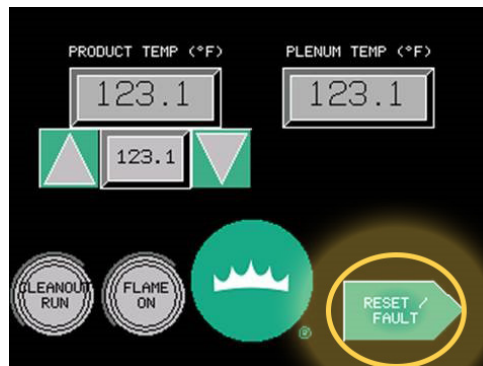 PRODUCT TEMP (°F)
PLENUM TEMP (°F)
123.1
123.1
123.1
CLEANOUT
RUN
FLAME
ON
RESET /
FAULT
®